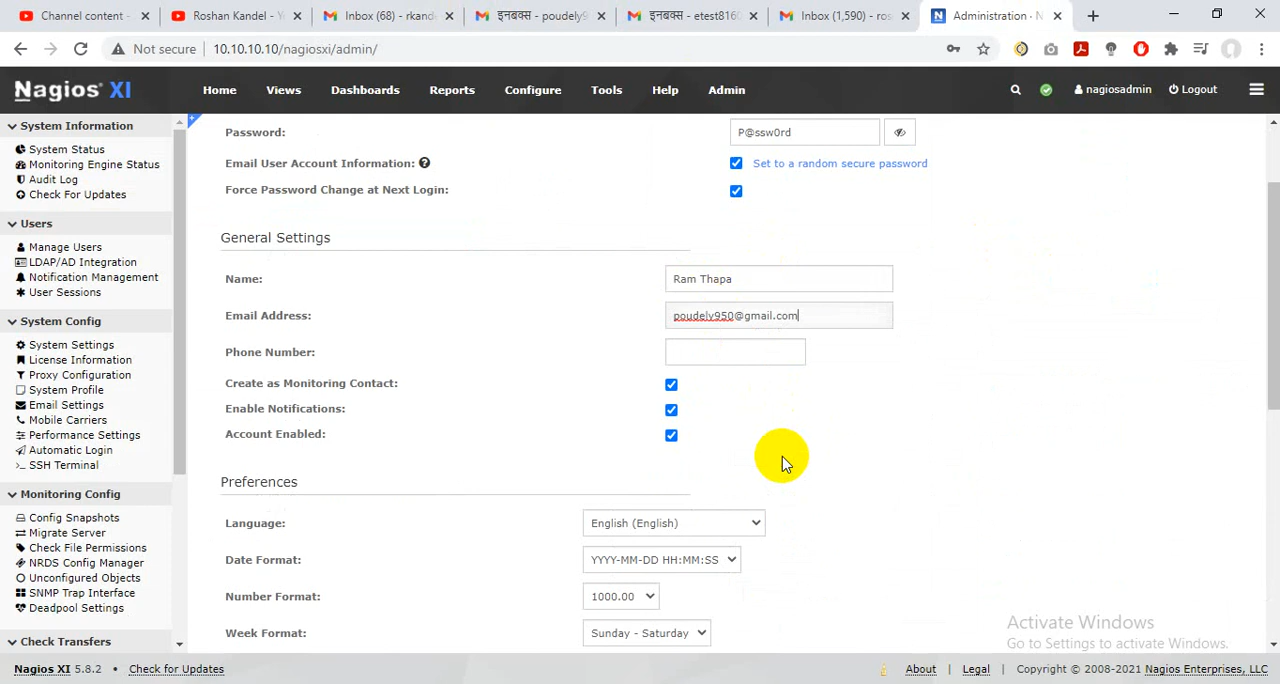 Channel content - 
Roshan Kandel - Y
Inbox (68) - rkande
इनबक्स - poudely9
इनबक्स - etest8160
Inbox (1,590) - ros
Administration · N
Not secure | 10.10.10.10/nagiosxi/admin/
Nagios XI Home Views Dashboards Reports Configure Tools Help Admin nagiosadmin Logout
System Information
System Status
Monitoring Engine Status
Audit Log
Check For Updates
Users
Manage Users
LDAP/AD Integration
Notification Management
User Sessions
System Config
System Settings
License Information
Proxy Configuration
System Profile
Email Settings
Mobile Carriers
Performance Settings
Automatic Login
SSH Terminal
Monitoring Config
Config Snapshots
Migrate Server
Check File Permissions
NRDS Config Manager
Unconfigured Objects
SNMP Trap Interface
Deadpool Settings
Check Transfers
Password: P@ssw0rd
Email User Account Information: Set to a random secure password
Force Password Change at Next Login:
General Settings
Name: Ram Thapa
Email Address: poudely950@gmail.com
Phone Number:
Create as Monitoring Contact:
Enable Notifications:
Account Enabled:
Preferences
Language: English (English)
Date Format: YYYY-MM-DD HH:MM:SS
Number Format: 1000.00
Week Format: Sunday - Saturday
Activate Windows
Go to Settings to activate Windows.
Nagios XI 5.8.2 • Check for Updates About | Legal | Copyright © 2008-2021 Nagios Enterprises, LLC